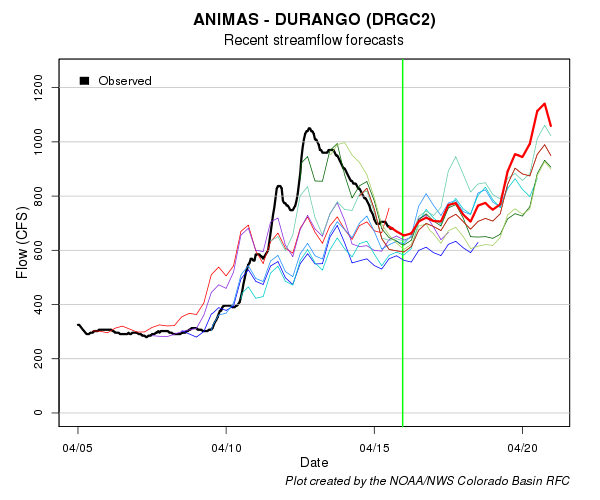 ANIMAS - DURANGO (DRGC2)
Recent streamflow forecasts
Observed
Flow (CFS)
1200
1000
800
600
400
200
0
04/05 04/10 04/15 04/20
Date
Plot created by the NOAA/NWS Colorado Basin RFC